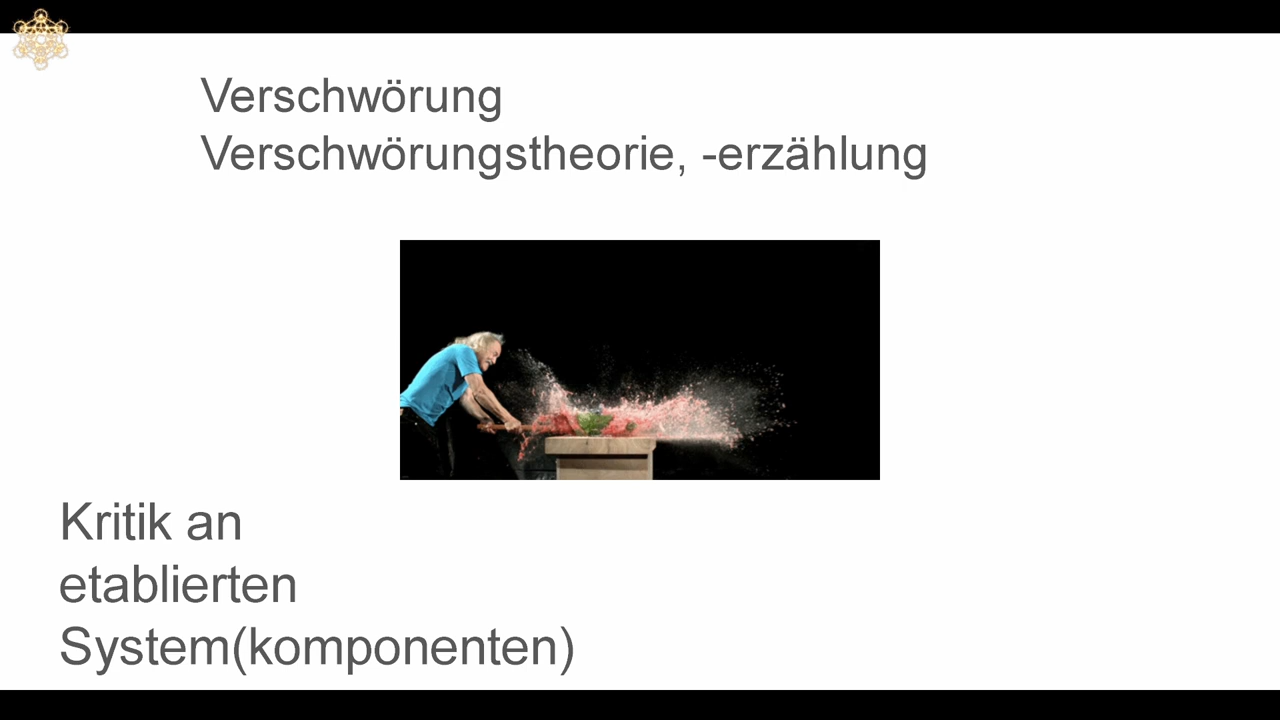 Verschwörung
Verschwörungstheorie, -erzählung
Kritik an
etablierten
System(komponenten)